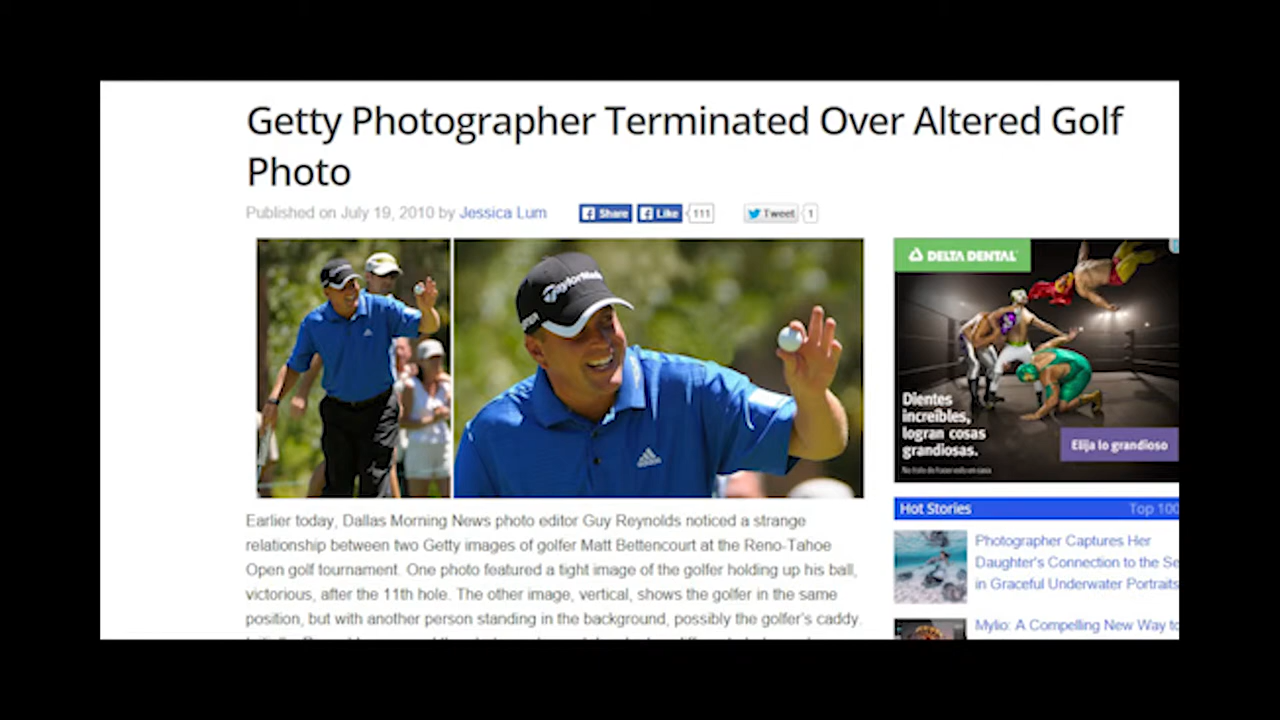 Getty Photographer Terminated Over Altered Golf
Photo
Published on July 19, 2010 by Jessica Lum
Share
Like
111
Tweet
1
TaylorMade
adidas
DELTA DENTAL
Dientes
increíbles,
logran cosas
grandiosas.
Elija lo grandioso
Earlier today, Dallas Morning News photo editor Guy Reynolds noticed a strange
relationship between two Getty images of golfer Matt Bettencourt at the Reno-Tahoe
Open golf tournament. One photo featured a tight image of the golfer holding up his ball,
victorious, after the 11th hole. The other image, vertical, shows the golfer in the same
position, but with another person standing in the background, possibly the golfer's caddy.
Hot Stories
Top 100
Photographer Captures Her
Daughter's Connection to the Se
in Graceful Underwater Portraits
Mylio: A Compelling New Way to